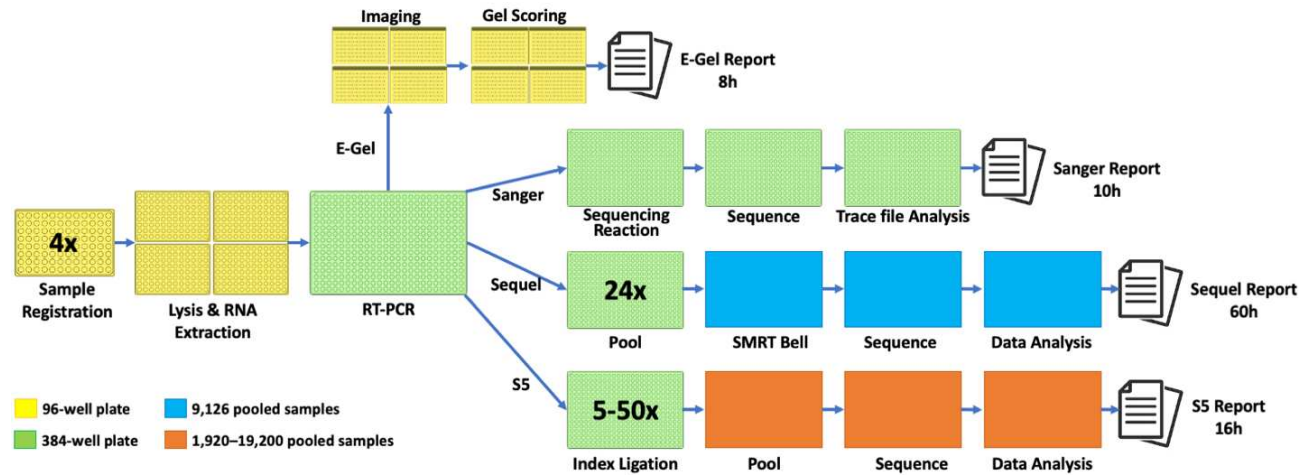 Imaging
Gel Scoring
E-Gel Report
8h
E-Gel
Sanger
Sequencing
Reaction
Sequence
Trace file Analysis
Sanger Report
10h
4x
Sample
Registration
Lysis & RNA
Extraction
RT-PCR
Sequel
24x
Pool
SMRT Bell
Sequence
Data Analysis
Sequel Report
60h
S5
5-50x
Index Ligation
Pool
Sequence
Data Analysis
S5 Report
16h
96-well plate
9,126 pooled samples
384-well plate
1,920–19,200 pooled samples